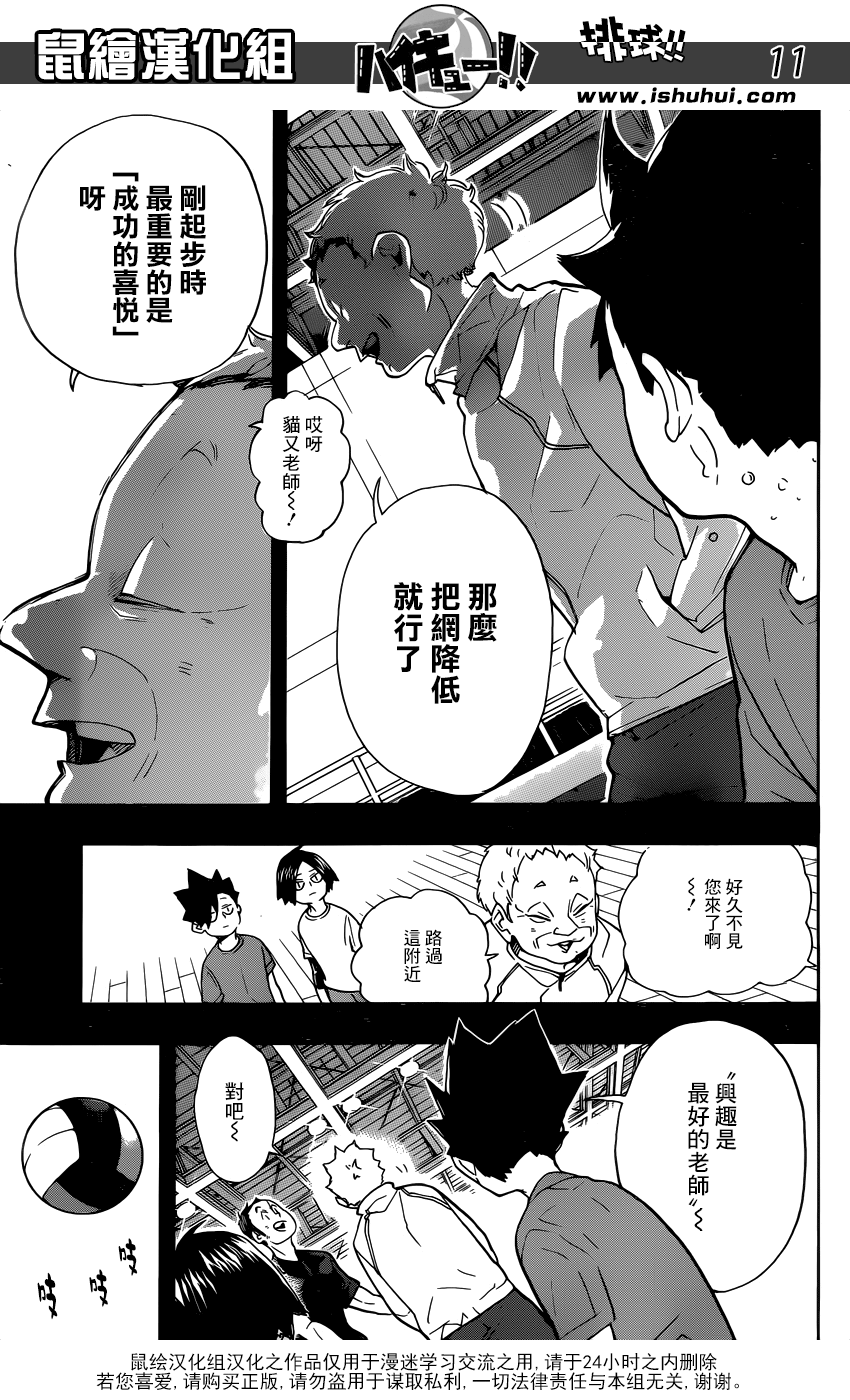 鼠繪漢化組
ハイキュー!!
排球!!
11
www.ishuhui.com
那麼
把網降低
就行了
哎呀
貓又老師～!
剛起步時
最重要的是
「成功的喜悦」
呀
好久不見
您來了啊
～!
路過
這附近
〝興趣是
最好的老師〞～
對吧～
鼠绘汉化组汉化之作品仅用于漫迷学习交流之用, 请于24小时之内删除
若您喜爱, 请购买正版, 请勿盗用于谋取私利, 一切法律责任与本组无关, 谢谢。